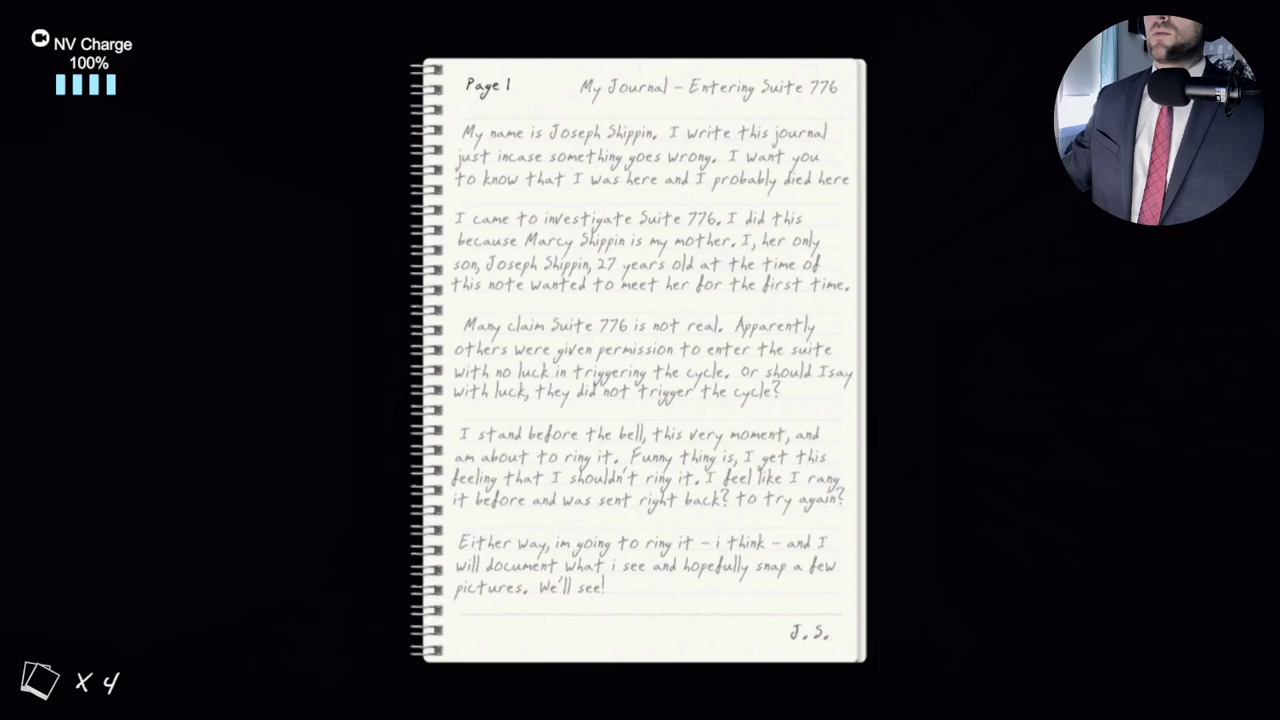 NV Charge
100%
Page 1
My Journal - Entering Suite 776
My name is Joseph Shippin. I write this journal
just incase something goes wrong. I want you
to know that I was here and I probably died here
I came to investigate Suite 776. I did this
because Marcy Shippin is my mother. I, her only
son, Joseph Shippin, 27 years old at the time of
this note wanted to meet her for the first time.
Many claim Suite 776 is not real. Apparently
others were given permission to enter the suite
with no luck in triggering the cycle. Or should I say
with luck, they did not trigger the cycle?
I stand before the bell, this very moment, and
am about to ring it. Funny thing is, I get this
feeling that I shouldn't ring it. I feel like I rang
it before and was sent right back? to try again?
Either way, im going to ring it - i think - and I
will document what i see and hopefully snap a few
pictures. We'll see!
J.S.
X 4